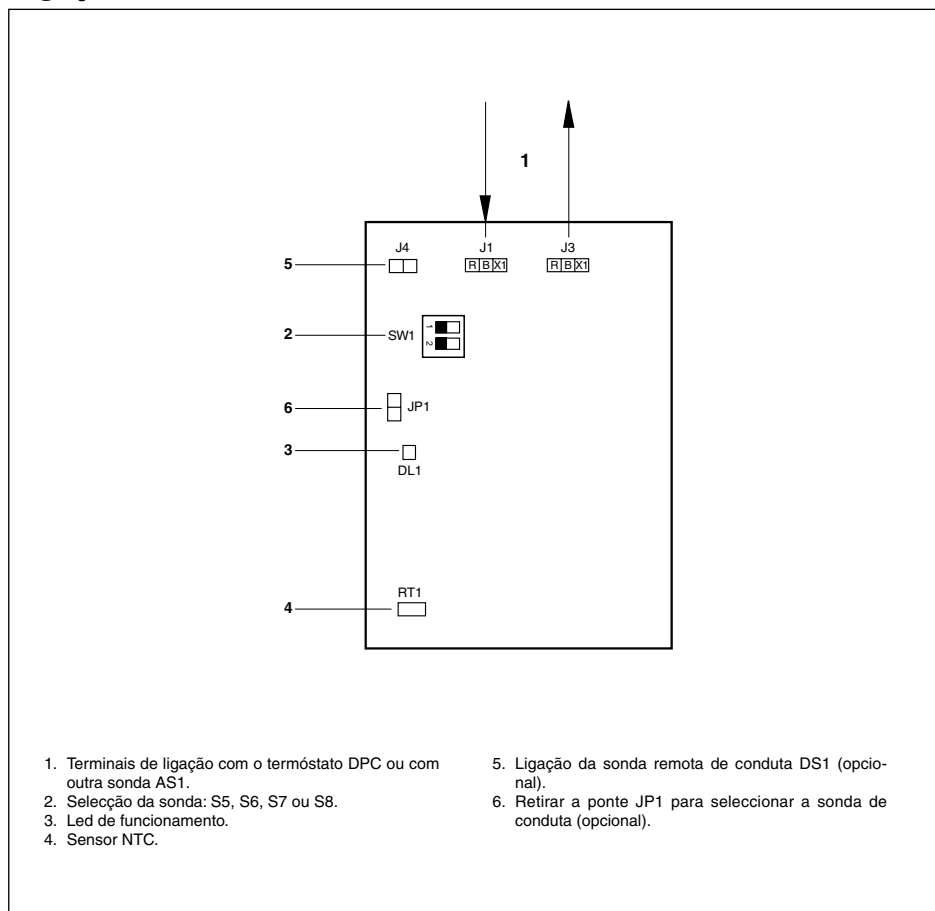 1
J4 J1 J3
5 R B X1 R B X1
2 SW1 1
2
6 JP1
3
DL1
RT1
4
1. Terminais de ligação com o termóstato DPC ou com
outra sonda AS1.
2. Selecção da sonda: S5, S6, S7 ou S8.
3. Led de funcionamento.
4. Sensor NTC.
5. Ligação da sonda remota de conduta DS1 (opcio-
nal).
6. Retirar a ponte JP1 para seleccionar a sonda de
conduta (opcional).